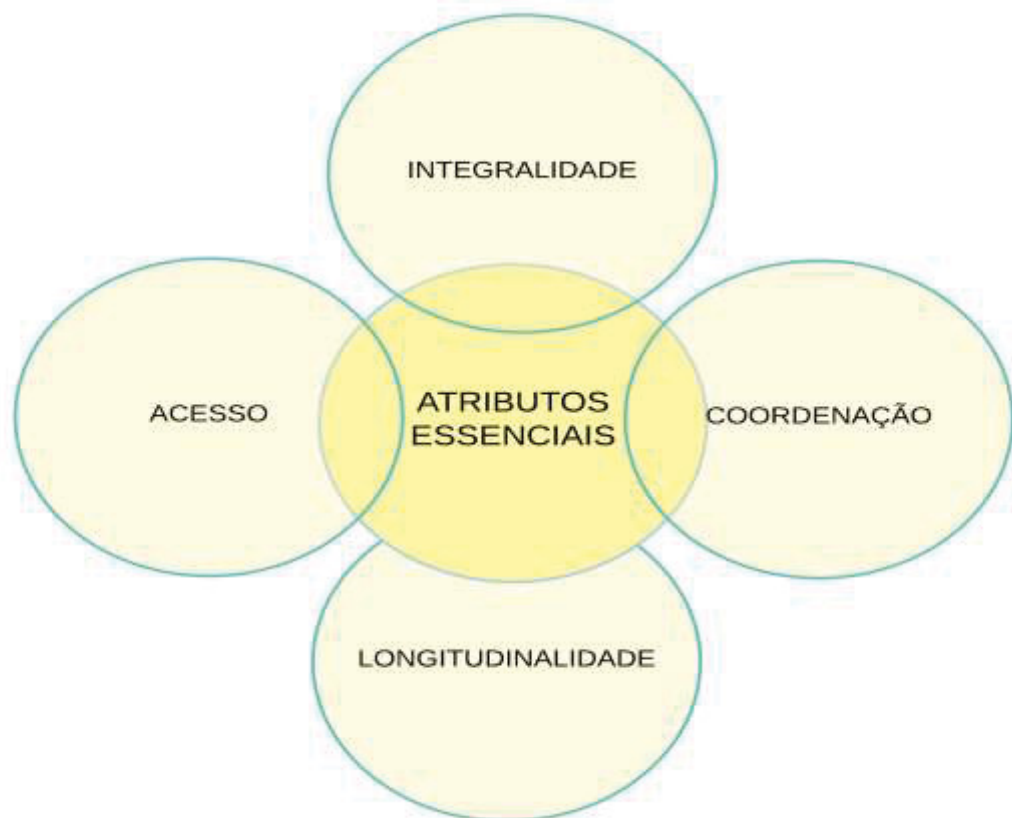 INTEGRALIDADE
ACESSO
ATRIBUTOS
ESSENCIAIS
COORDENAÇÃO
LONGITUDINALIDADE